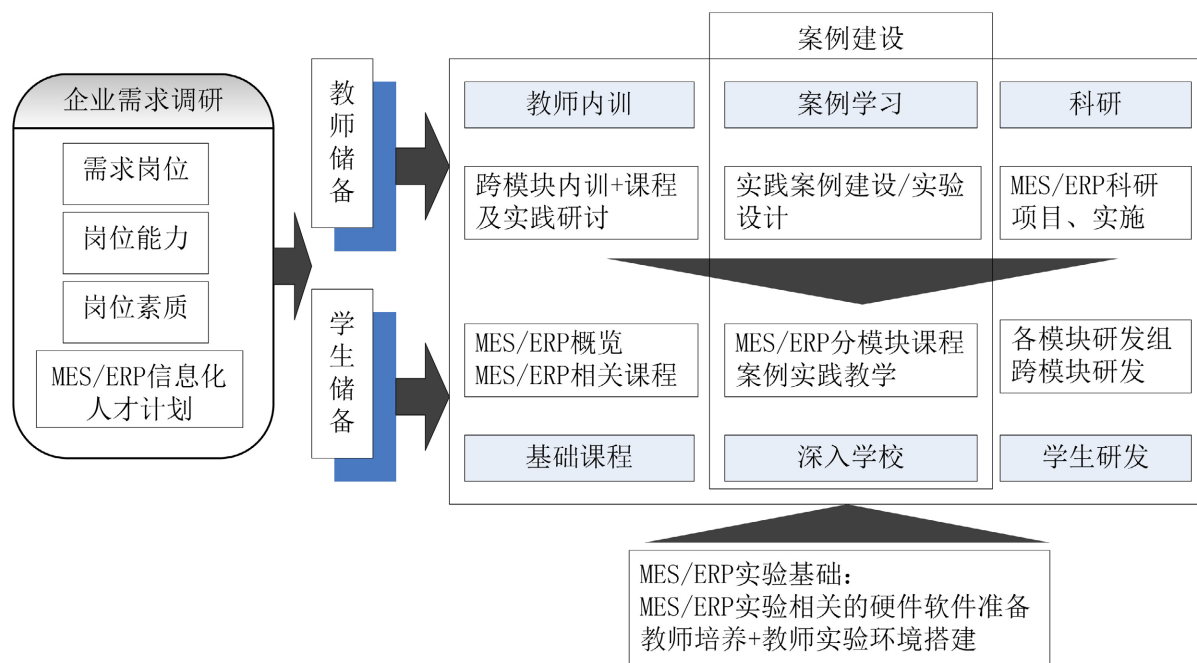 企业需求调研
需求岗位
岗位能力
岗位素质
MES/ERP信息化
人才计划
教师储备
学生储备
案例建设
教师内训
案例学习
科研
跨模块内训+课程
及实践研讨
实践案例建设/实验
设计
MES/ERP科研
项目、实施
MES/ERP概览
MES/ERP相关课程
MES/ERP分模块课程
案例实践教学
各模块研发组
跨模块研发
基础课程
深入学校
学生研发
MES/ERP实验基础：
MES/ERP实验相关的硬件软件准备
教师培养+教师实验环境搭建